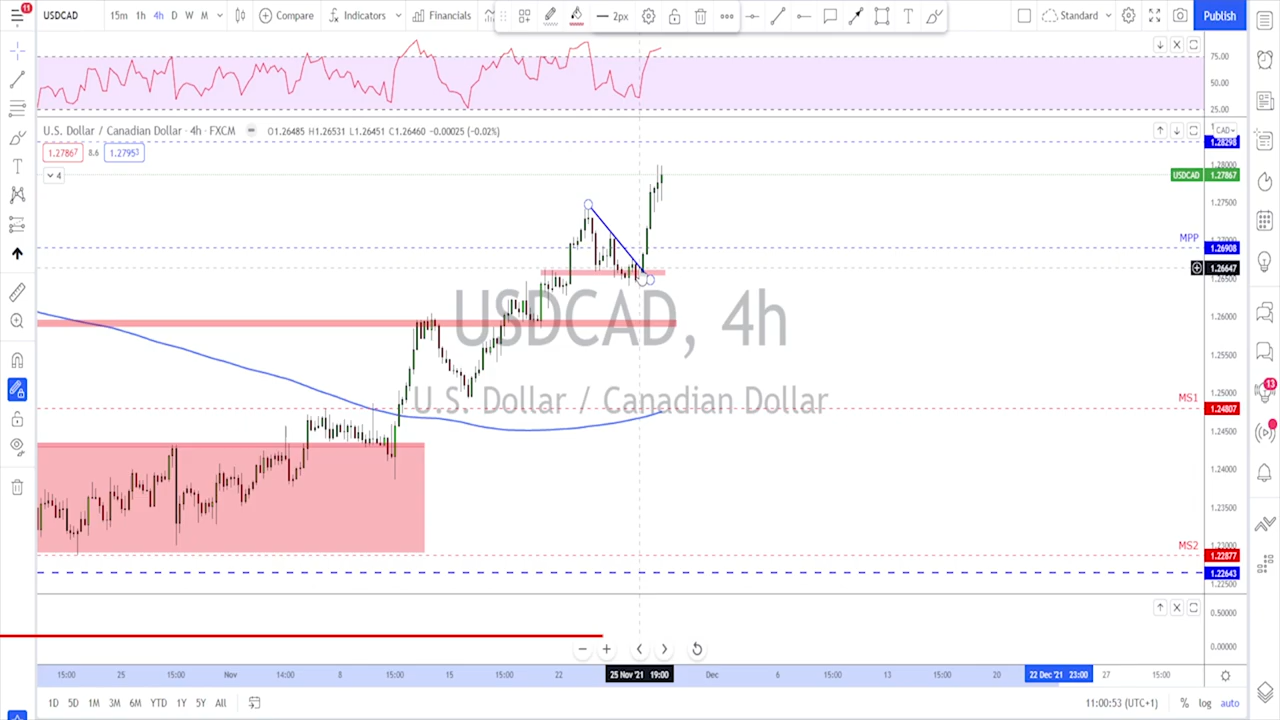 11
USDCAD 15m 1h 4h D W M Compare Indicators Financials 2px Standard Publish
75.00
50.00
25.00
U.S. Dollar / Canadian Dollar · 4h · FXCM O1.26485 H1.26531 L1.26451 C1.26460 -0.00025 (-0.02%)
CAD
1.28298
1.27867 8.6 1.27953
1.28000
4
USDCAD 1.27867
1.27500
MPP
1.26908
1.26647
USDCAD, 4h
1.26000
1.25500
U.S. Dollar / Canadian Dollar
1.25000
13
MS1
1.24807
1.24500
1.24000
1.23500
MS2
1.22877
1.22643
1.22500
0.50000
0.00000
15:00 25 15:00 Nov 14:00 8 15:00 15 22 25 Nov '21 19:00 Dec 6 15:00 13 15:00 20 22 Dec '21 23:00 27 15:00
1D 5D 1M 3M 6M YTD 1Y 5Y All 11:00:53 (UTC+1) % log auto